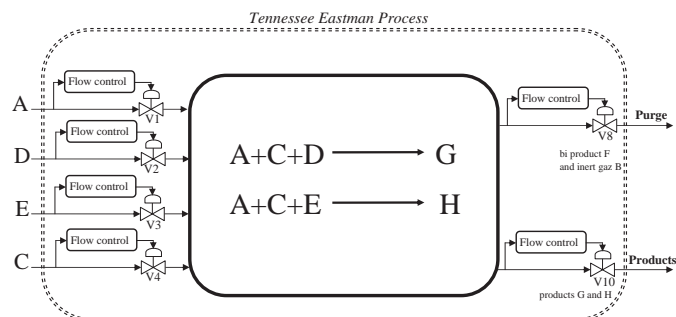 Tennessee Eastman Process
A
Flow control
V1
D
Flow control
V2
E
Flow control
V3
C
Flow control
V4
A+C+D G
A+C+E H
Flow control
V8
Purge
bi product F
and inert gaz B
Flow control
V10
Products
products G and H